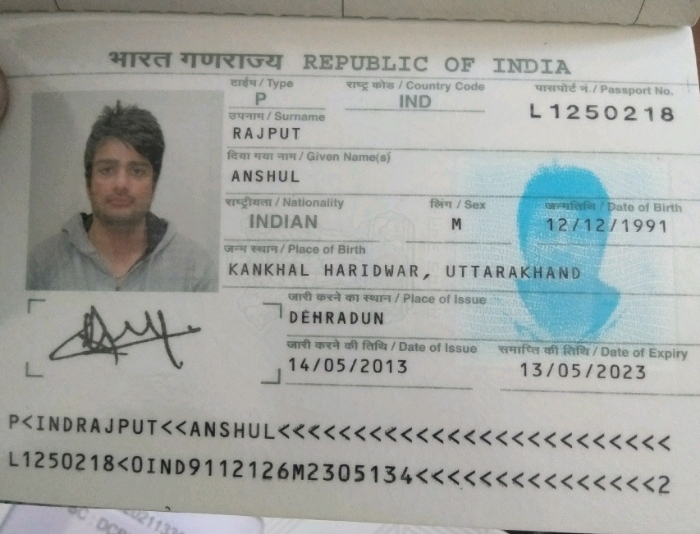 भारत गणराज्य REPUBLIC OF INDIA
टाईप / Type
राष्ट्र कोड / Country Code
पासपोर्ट नं. / Passport No.
P
IND
L1250218
उपनाम / Surname
RAJPUT
दिया गया नाम / Given Name(s)
ANSHUL
राष्ट्रीयता / Nationality
लिंग / Sex
जन्मतिथि / Date of Birth
INDIAN
M
12/12/1991
जन्म स्थान / Place of Birth
KANKHAL HARIDWAR, UTTARAKHAND
जारी करने का स्थान / Place of Issue
DEHRADUN
जारी करने की तिथि / Date of Issue
समाप्ति की तिथि / Date of Expiry
14/05/2013
13/05/2023
P<INDRAJPUT<<ANSHUL<<<<<<<<<<<<<<<<<<<<<<<<<
L1250218<0IND9112126M2305134<<<<<<<<<<<<<<<2